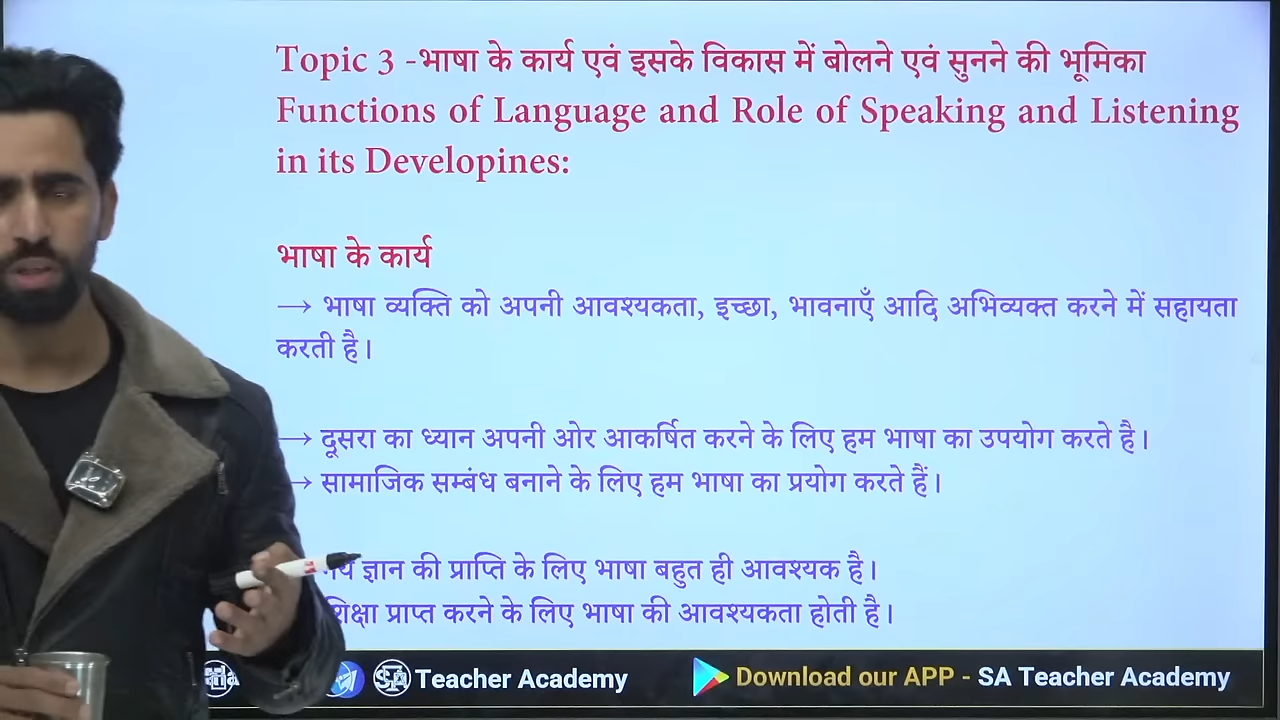 Topic 3 -भाषा के कार्य एवं इसके विकास में बोलने एवं सुनने की भूमिका
Functions of Language and Role of Speaking and Listening
in its Developines:
भाषा के कार्य
→ भाषा व्यक्ति को अपनी आवश्यकता, इच्छा, भावनाएँ आदि अभिव्यक्त करने में सहायता
करती है।
→ दूसरा का ध्यान अपनी ओर आकर्षित करने के लिए हम भाषा का उपयोग करते है।
→ सामाजिक सम्बंध बनाने के लिए हम भाषा का प्रयोग करते हैं।
ज्ञान की प्राप्ति के लिए भाषा बहुत ही आवश्यक है।
शिक्षा प्राप्त करने के लिए भाषा की आवश्यकता होती है।
SA Teacher Academy
Download our APP - SA Teacher Academy